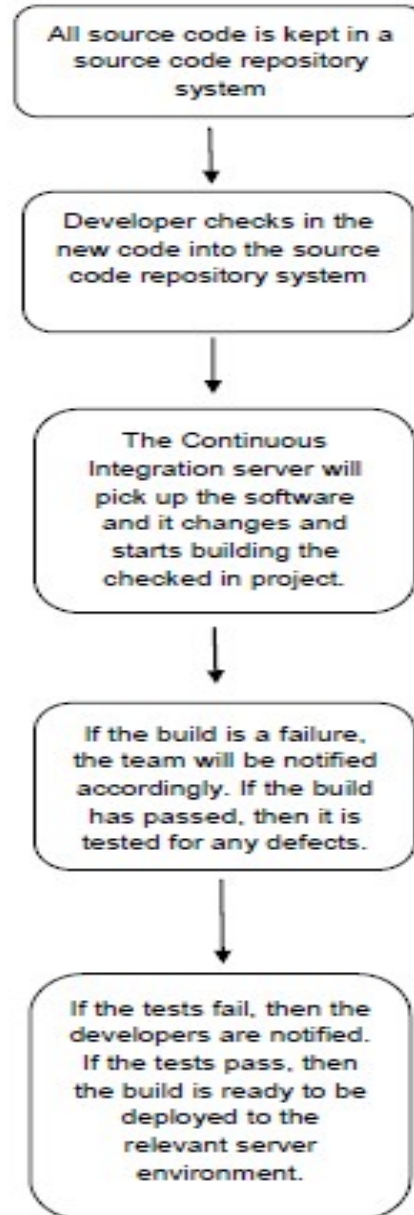 All source code is kept in a
source code repository
system
Developer checks in the
new code into the source
code repository system
The Continuous
Integration server will
pick up the software
and it changes and
starts building the
checked in project.
If the build is a failure,
the team will be notified
accordingly. If the build
has passed, then it is
tested for any defects.
If the tests fail, then the
developers are notified.
If the tests pass, then
the build is ready to be
deployed to the
relevant server
environment.